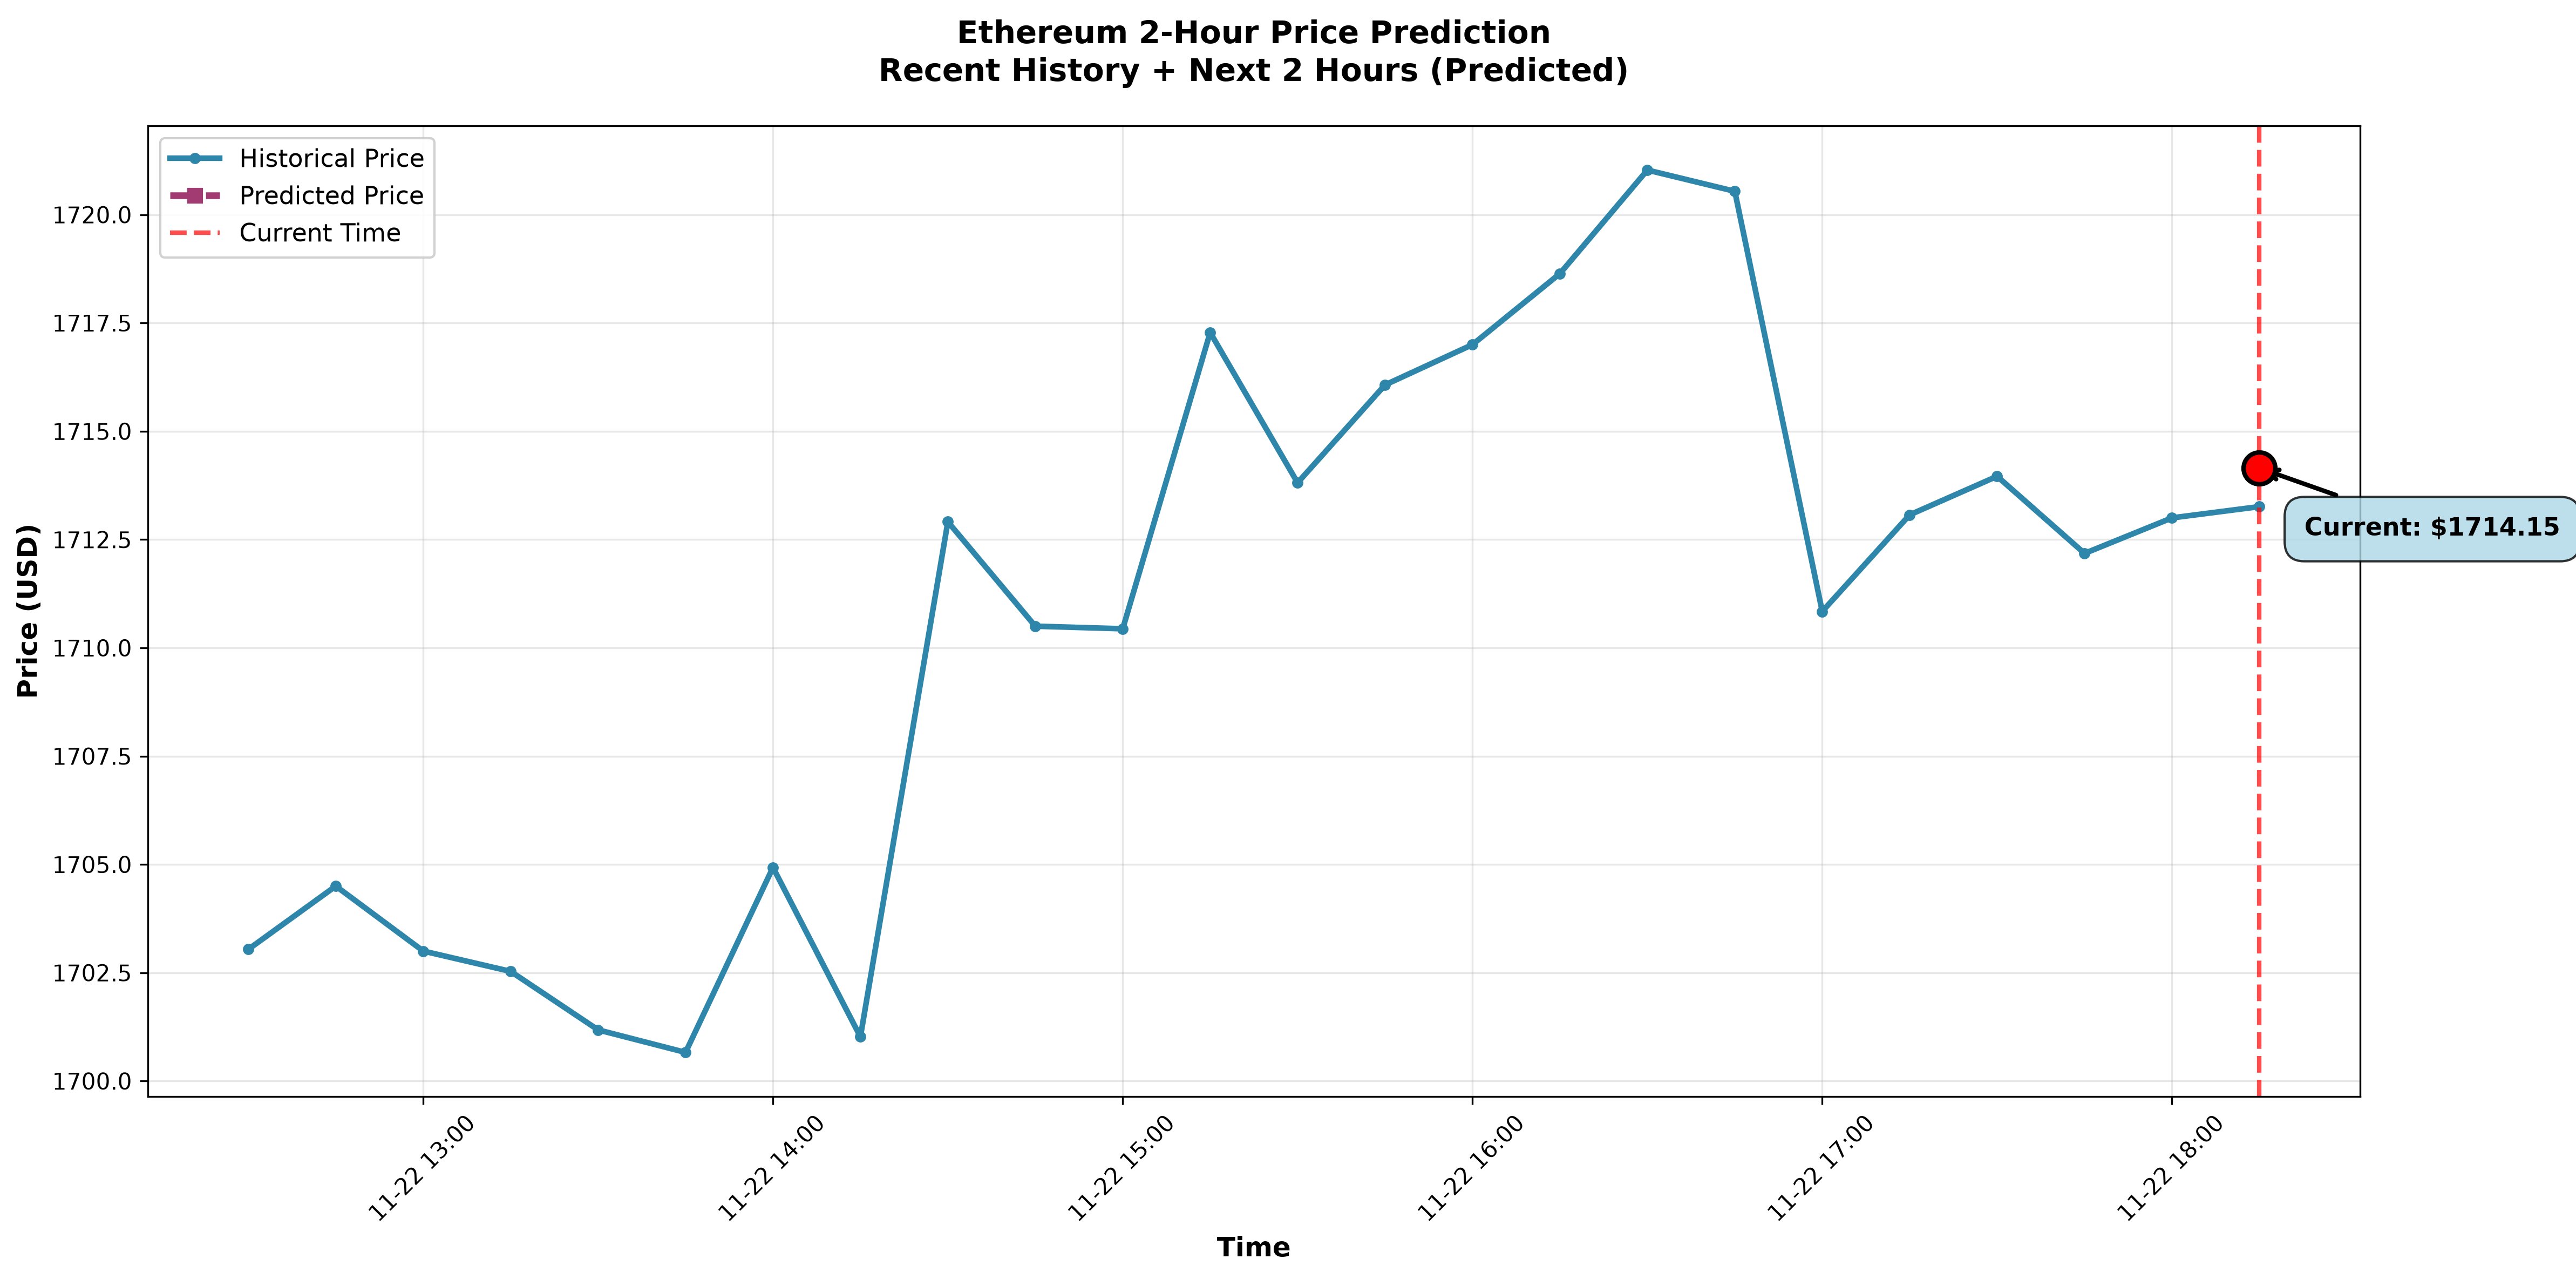 Ethereum 2-Hour Price Prediction
Recent History + Next 2 Hours (Predicted)
Historical Price
Predicted Price
Current Time
Price (USD)
1720.0
1717.5
1715.0
1712.5
1710.0
1707.5
1705.0
1702.5
1700.0
Current: $1714.15
11-22 13:00
11-22 14:00
11-22 15:00
11-22 16:00
11-22 17:00
11-22 18:00
Time